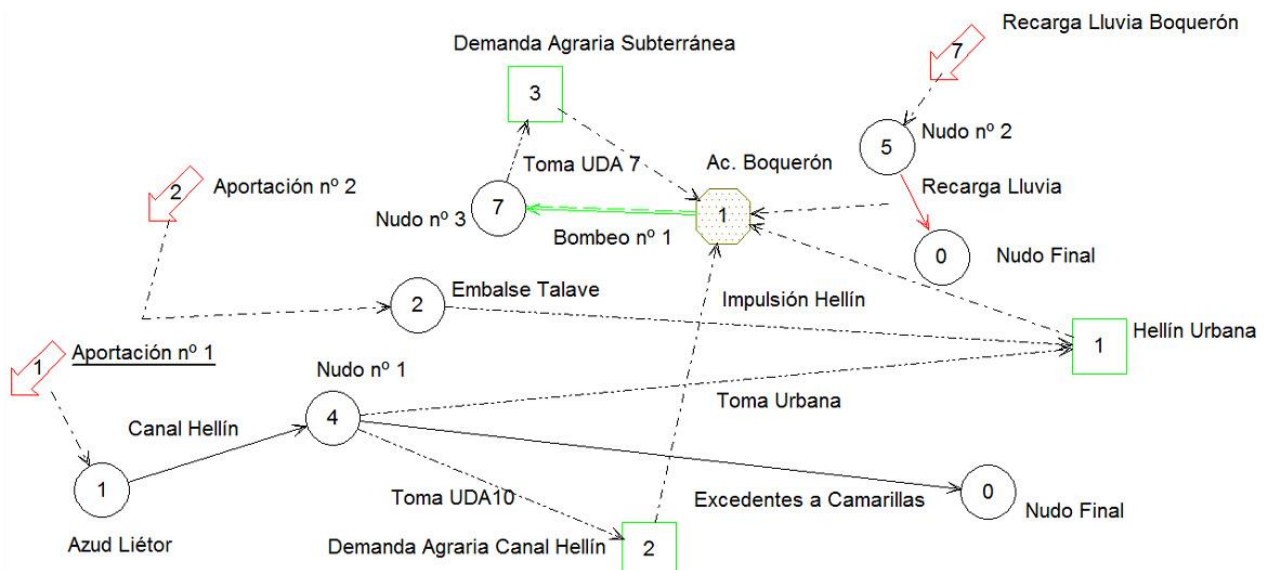 Recarga Lluvia Boquerón
7
Demanda Agraria Subterránea
3
5
Nudo nº 2
Toma UDA 7
Ac. Boquerón
2
Aportación nº 2
Recarga Lluvia
Nudo nº 3
7
1
Bombeo nº 1
0
Nudo Final
2
Embalse Talave
Impulsión Hellín
Hellín Urbana
1
1
Aportación nº 1
Nudo nº 1
4
Toma Urbana
Canal Hellín
1
Toma UDA10
Excedentes a Camarillas
0
Nudo Final
Azud Liétor
Demanda Agraria Canal Hellín
2